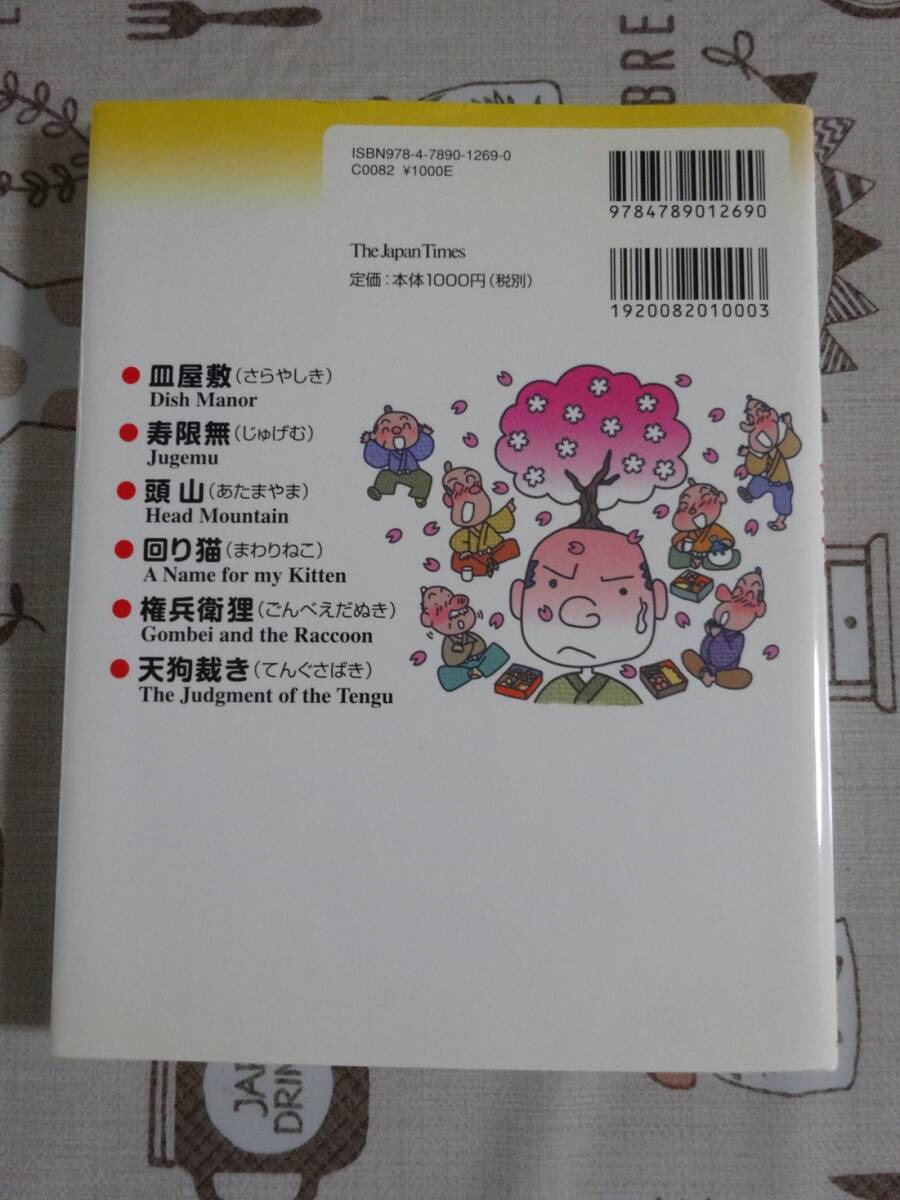 BRE
ISBN978-4-7890-1269-0
C0082 ¥1000E
9784789012690
The Japan Times
定価：本体1000円（税別）
1920082010003
● 皿屋敷（さらやしき）
Dish Manor
● 寿限無（じゅげむ）
Jugemu
● 頭山（あたまやま）
Head Mountain
● 回り猫（まわりねこ）
A Name for my Kitten
● 権兵衛狸（ごんべえだぬき）
Gombei and the Raccoon
● 天狗裁き（てんぐさばき）
The Judgment of the Tengu
JAR
DRIN